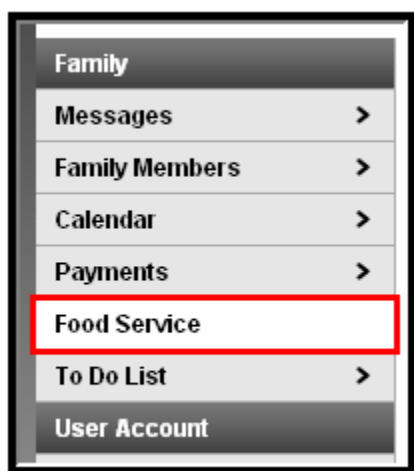 Family
Messages
Family Members
Calendar
Payments
Food Service
To Do List
User Account